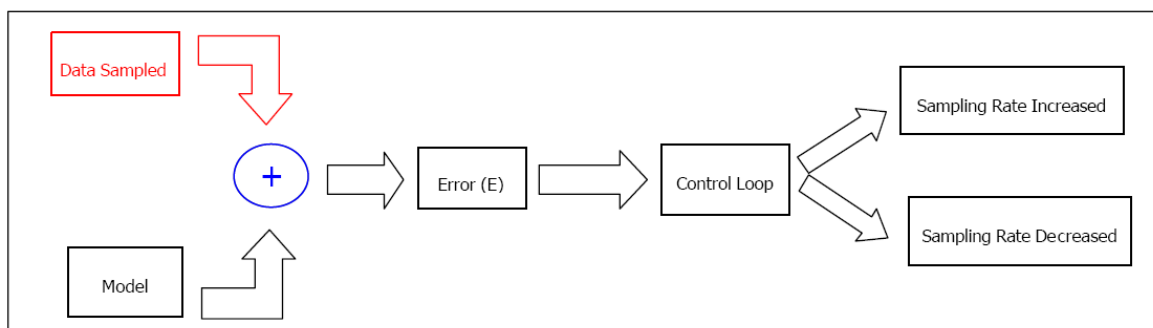 Data Sampled
+
Model
Error (E)
Control Loop
Sampling Rate Increased
Sampling Rate Decreased